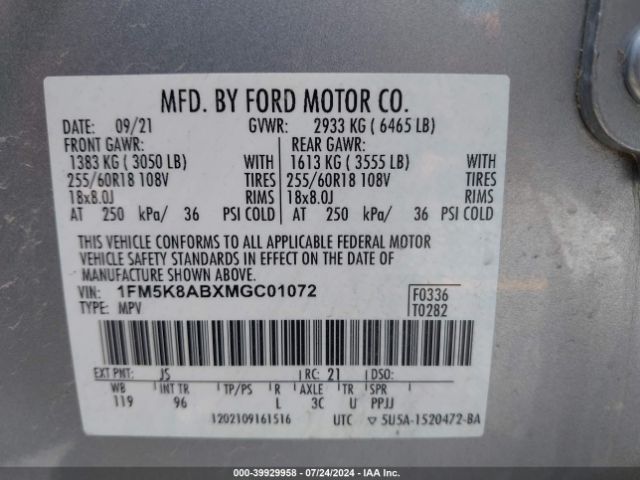 MFD. BY FORD MOTOR CO.
DATE: 09/21 GVWR: 2933 KG ( 6465 LB)
FRONT GAWR: REAR GAWR:
1383 KG ( 3050 LB) WITH 1613 KG ( 3555 LB) WITH
255/60R18 108V TIRES 255/60R18 108V TIRES
18x8.0J RIMS 18x8.0J RIMS
AT 250 kPa/ 36 PSI COLD AT 250 kPa/ 36 PSI COLD
THIS VEHICLE CONFORMS TO ALL APPLICABLE FEDERAL MOTOR
VEHICLE SAFETY STANDARDS IN EFFECT ON THE DATE OF
MANUFACTURE SHOWN ABOVE.
VIN: 1FM5K8ABXMGC01072 F0336
TYPE: MPV T0282
EXT PNT: JS RC: 21 DSO:
WB INT TR TP/PS R AXLE TR SPR
119 96 L 3C U PPJJ
1202109161516 UTC ▽ 5U5A-1520472-BA
000-39929958 - 07/24/2024 - IAA Inc.